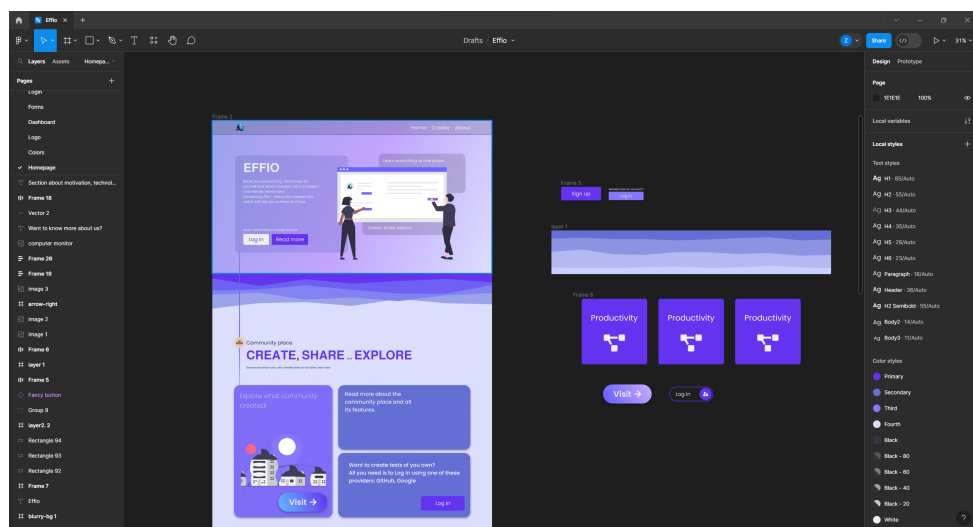 Effio
Drafts / Effio
Z
Share
31%
Layers
Assets
Homepa...
Pages
Login
Forms
Dashboard
Logo
Colors
Homepage
Section about motivation, technol...
Frame 18
Vector 2
Want to know more about us?
computer monitor
Frame 20
Frame 19
image 3
arrow-right
image 2
image 1
Frame 6
layer 1
Frame 5
Fancy button
Group 9
layer2. 2
Rectangle 94
Rectangle 93
Rectangle 92
Frame 7
Effio
blurry-bg 1
Frame 2
Home Create About
EFFIO
Learn everything at one place
Create, share, explore
Log in
Read more
Community place
CREATE, SHARE
EXPLORE
Explore what community
created!
Visit →
Read more about the
community place and all
its features.
Want to create tests of you own?
All you need is to Log in using one of these
providers: GitHub, Google
Log in
Frame 5
Sign up
Log in
layer 1
Frame 6
Productivity
Productivity
Productivity
Visit →
Log in
Design
Prototype
Page
1E1E1E
100%
Local variables
Local styles
Text styles
Ag H1 · 85/Auto
Ag H2 · 55/Auto
Ag H3 · 44/Auto
Ag H4 · 35/Auto
Ag H5 · 28/Auto
Ag H6 · 23/Auto
Ag Paragraph · 18/Auto
Ag Header · 36/Auto
Ag H2 Semibold · 55/Auto
Ag Body2 · 14/Auto
Ag Body3 · 11/Auto
Color styles
Primary
Secondary
Third
Fourth
Black
Black - 80
Black - 60
Black - 40
Black - 20
White
?